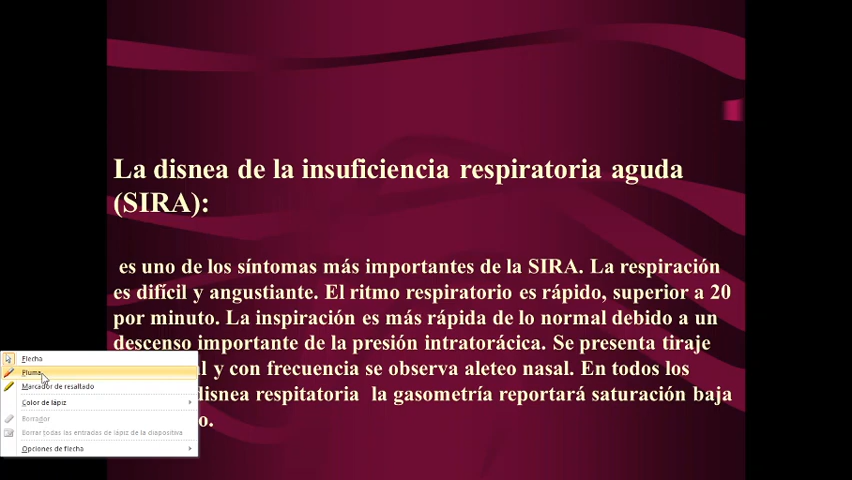 La disnea de la insuficiencia respiratoria aguda
(SIRA):
es uno de los síntomas más importantes de la SIRA. La respiración
es difícil y angustiante. El ritmo respiratorio es rápido, superior a 20
por minuto. La inspiración es más rápida de lo normal debido a un
descenso importante de la presión intratorácica. Se presenta tiraje
y con frecuencia se observa aleteo nasal. En todos los
disnea respitatoria la gasometría reportará saturación baja
Flecha
Pluma
Marcador de resaltado
Color de lápiz
Borrador
Borrar todas las entradas de lápiz de la diapositiva
Opciones de flecha